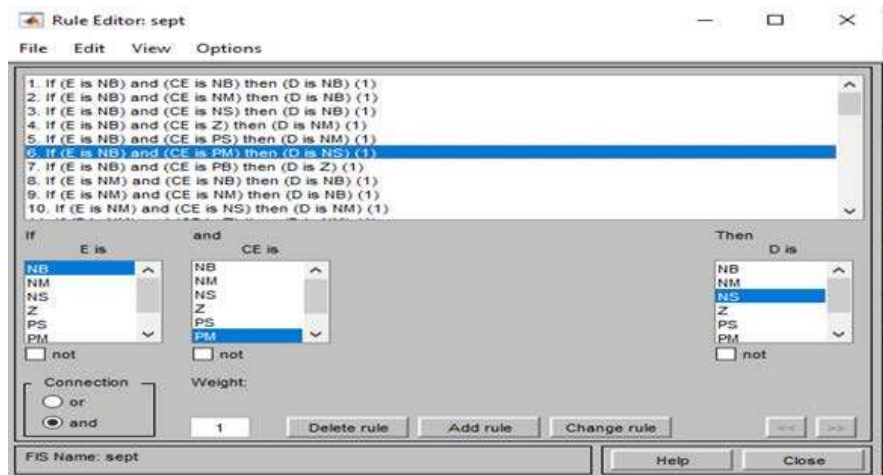 Rule Editor: sept
File Edit View Options
1. If (E is NB) and (CE is NB) then (D is NB) (1)
2. If (E is NB) and (CE is NM) then (D is NB) (1)
3. If (E is NB) and (CE is NS) then (D is NB) (1)
4. If (E is NB) and (CE is Z) then (D is NM) (1)
5. If (E is NB) and (CE is PS) then (D is NM) (1)
6. If (E is NB) and (CE is PM) then (D is NS) (1)
7. If (E is NB) and (CE is PB) then (D is Z) (1)
8. If (E is NM) and (CE is NB) then (D is NB) (1)
9. If (E is NM) and (CE is NM) then (D is NB) (1)
10. If (E is NM) and (CE is NS) then (D is NM) (1)
If and Then
E is CE is D is
NB NB NB
NM NM NM
NS NS NS
Z Z Z
PS PS PS
PM PM PM
not not not
Connection Weight:
or
and 1 Delete rule Add rule Change rule << >>
FIS Name: sept Help Close